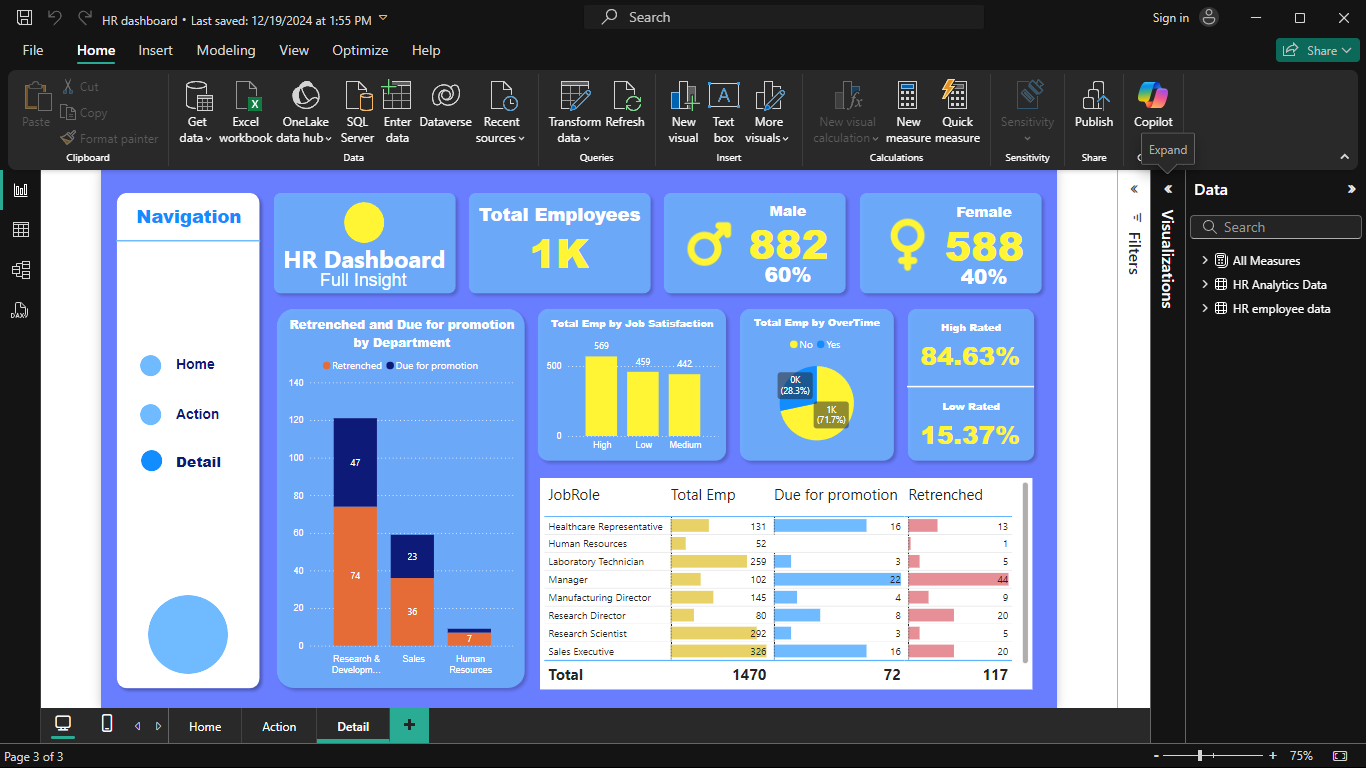 HR dashboard • Last saved: 12/19/2024 at 1:55 PM
Search
Sign in
File
Home
Insert
Modeling
View
Optimize
Help
Share
Paste
Cut
Copy
Format painter
Clipboard
Get data
Excel workbook
OneLake data hub
SQL Server
Enter data
Dataverse
Recent sources
Data
Transform data
Refresh
Queries
New visual
Text box
More visuals
Insert
New visual calculation
New measure
Quick measure
Calculations
Sensitivity
Sensitivity
Publish
Share
Copilot
Expand
Navigation
Home
Action
Detail
HR Dashboard
Full Insight
Total Employees
1K
Male
882
60%
Female
588
40%
Retrenched and Due for promotion
by Department
Retrenched Due for promotion
140
120
100
80
60
40
20
0
47
74
23
36
7
Research &
Developm...
Sales
Human
Resources
Total Emp by Job Satisfaction
500
0
569
459
442
High
Low
Medium
Total Emp by OverTime
No Yes
0K
(28.3%)
1K
(71.7%)
High Rated
84.63%
Low Rated
15.37%
JobRole Total Emp Due for promotion Retrenched
Healthcare Representative 131 16 13
Human Resources 52 1
Laboratory Technician 259 3 5
Manager 102 22 44
Manufacturing Director 145 4 9
Research Director 80 8 20
Research Scientist 292 3 5
Sales Executive 326 16 20
Total 1470 72 117
Filters
Visualizations
Data
Search
All Measures
HR Analytics Data
HR employee data
DAX
Home
Action
Detail
+
Page 3 of 3
- + 75%